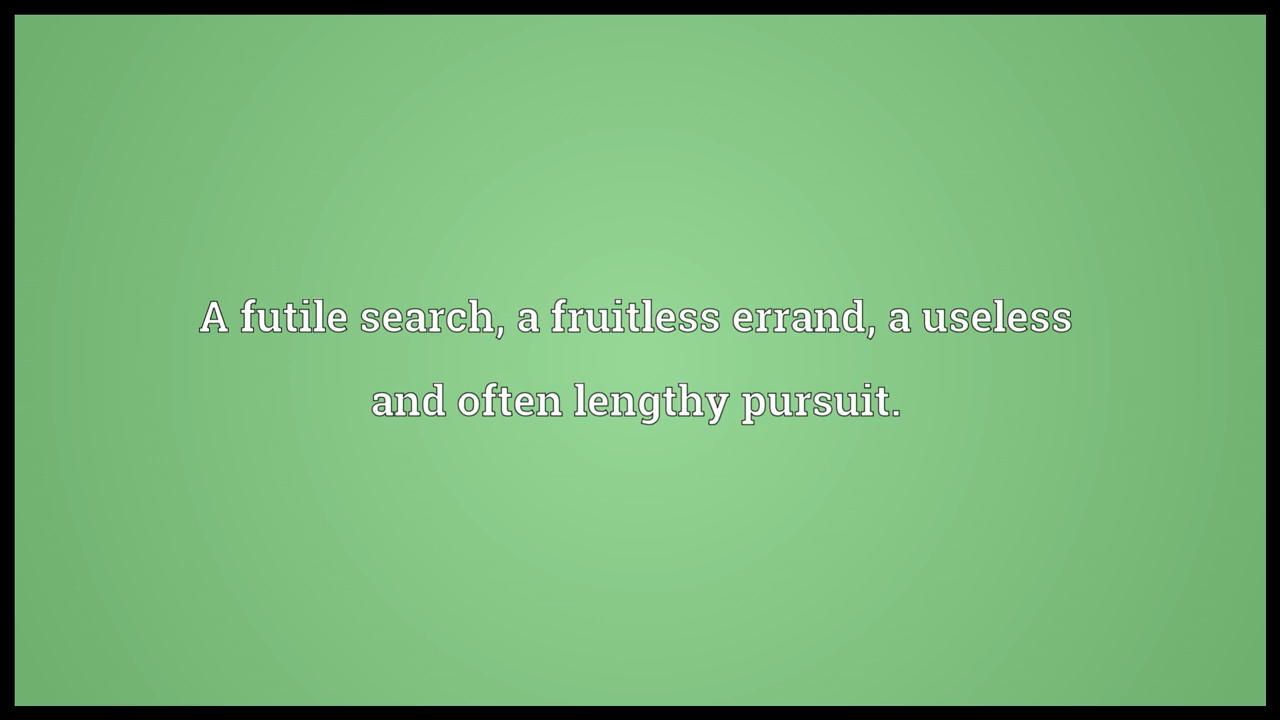 A futile search, a fruitless errand, a useless
and often lengthy pursuit.